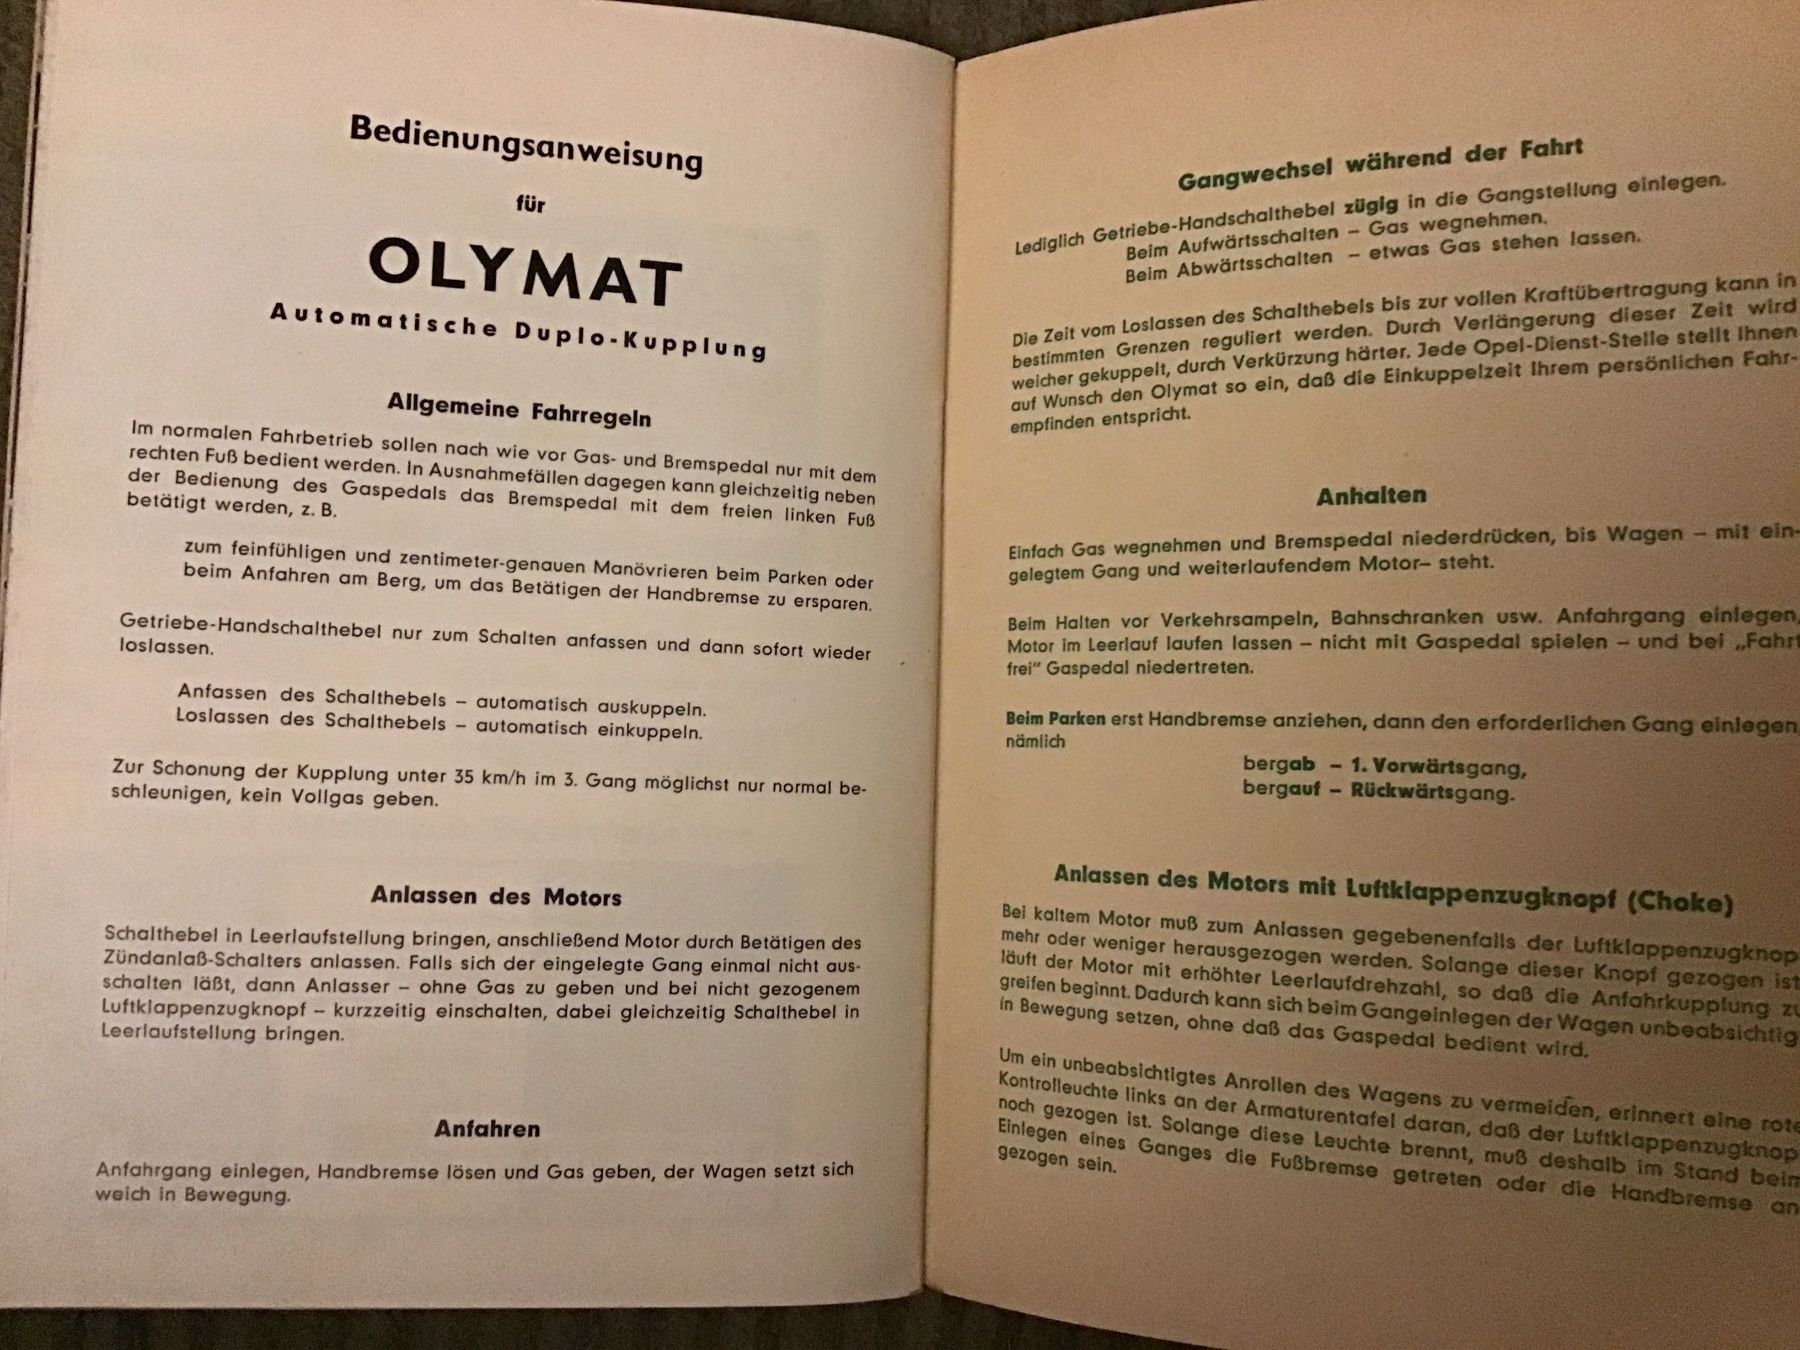 Bedienungsanweisung
für
OLYMAT
Automatische Duplo-Kupplung
Allgemeine Fahrregeln
Im normalen Fahrbetrieb sollen nach wie vor Gas- und Bremspedal nur mit dem
rechten Fuß bedient werden. In Ausnahmefällen dagegen kann gleichzeitig neben
der Bedienung des Gaspedals das Bremspedal mit dem freien linken Fuß
betätigt werden, z. B.
zum feinfühligen und zentimeter-genauen Manövrieren beim Parken oder
beim Anfahren am Berg, um das Betätigen der Handbremse zu ersparen.
Getriebe-Handschalthebel nur zum Schalten anfassen und dann sofort wieder
loslassen.
Anfassen des Schalthebels – automatisch auskuppeln.
Loslassen des Schalthebels – automatisch einkuppeln.
Zur Schonung der Kupplung unter 35 km/h im 3. Gang möglichst nur normal be-
schleunigen, kein Vollgas geben.
Anlassen des Motors
Schalthebel in Leerlaufstellung bringen, anschließend Motor durch Betätigen des
Zündanlaß-Schalters anlassen. Falls sich der eingelegte Gang einmal nicht aus-
schalten läßt, dann Anlasser – ohne Gas zu geben und bei nicht gezogenem
Luftklappenzugknopf – kurzzeitig einschalten, dabei gleichzeitig Schalthebel in
Leerlaufstellung bringen.
Anfahren
Anfahrgang einlegen, Handbremse lösen und Gas geben, der Wagen setzt sich
weich in Bewegung.
Gangwechsel während der Fahrt
Lediglich Getriebe-Handschalthebel zügig in die Gangstellung einlegen.
Beim Aufwärtsschalten – Gas wegnehmen.
Beim Abwärtsschalten – etwas Gas stehen lassen.
Die Zeit vom Loslassen des Schalthebels bis zur vollen Kraftübertragung kann in
bestimmten Grenzen reguliert werden. Durch Verlängerung dieser Zeit wird
weicher gekuppelt, durch Verkürzung härter. Jede Opel-Dienst-Stelle stellt Ihnen
auf Wunsch den Olymat so ein, daß die Einkuppelzeit Ihrem persönlichen Fahr-
empfinden entspricht.
Anhalten
Einfach Gas wegnehmen und Bremspedal niederdrücken, bis Wagen – mit ein-
gelegtem Gang und weiterlaufendem Motor– steht.
Beim Halten vor Verkehrsampeln, Bahnschranken usw. Anfahrgang einlegen,
Motor im Leerlauf laufen lassen – nicht mit Gaspedal spielen – und bei „Fahrt
frei“ Gaspedal niedertreten.
Beim Parken erst Handbremse anziehen, dann den erforderlichen Gang einlegen
nämlich
bergab – 1. Vorwärtsgang,
bergauf – Rückwärtsgang.
Anlassen des Motors mit Luftklappenzugknopf (Choke)
Bei kaltem Motor muß zum Anlassen gegebenenfalls der Luftklappenzugknop
mehr oder weniger herausgezogen werden. Solange dieser Knopf gezogen ist
läuft der Motor mit erhöhter Leerlaufdrehzahl, so daß die Anfahrkupplung zu
greifen beginnt. Dadurch kann sich beim Gangeinlegen der Wagen unbeabsichtig
in Bewegung setzen, ohne daß das Gaspedal bedient wird.
Um ein unbeabsichtigtes Anrollen des Wagens zu vermeiden, erinnert eine rote
Kontrolleuchte links an der Armaturentafel daran, daß der Luftklappenzugknop
noch gezogen ist. Solange diese Leuchte brennt, muß deshalb im Stand beim
Einlegen eines Ganges die Fußbremse getreten oder die Handbremse an
gezogen sein.